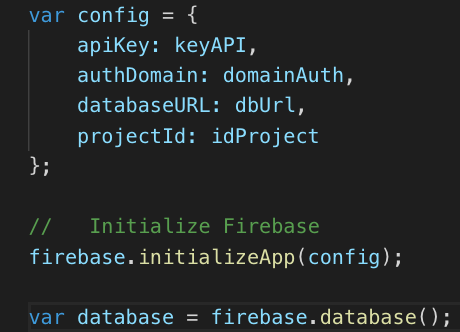 var config = {
    apiKey: keyAPI,
    authDomain: domainAuth,
    databaseURL: dbUrl,
    projectId: idProject
};
//   Initialize Firebase
firebase.initializeApp(config);
var database = firebase.database();